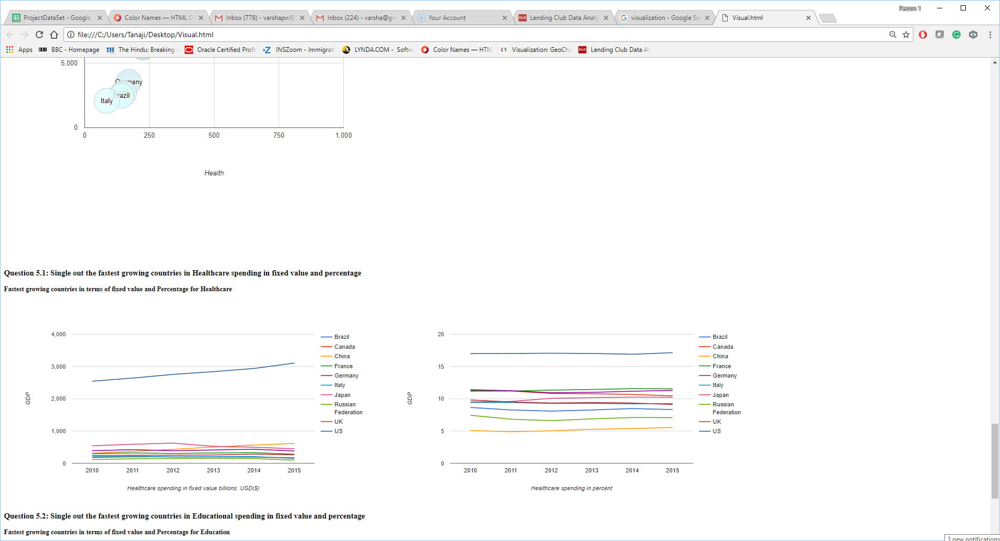 Person 1
ProjectDataSet - Google
Color Names — HTML C
Inbox (778) - varshapw@
Inbox (224) - varsha@gw
Your Account
Lending Club Data Analy
visualization - Google Se
Visual.html
file:///C:/Users/Tanaji/Desktop/Visual.html
Apps
BBC - Homepage
The Hindu: Breaking
Oracle Certified Profe
INSZoom - Immigrati
LYNDA.COM - Softw
Color Names — HTM
Visualization: GeoCha
Lending Club Data An
5,000
Germany
Brazil
Italy
0
0 250 500 750 1,000
Health
Question 5.1: Single out the fastest growing countries in Healthcare spending in fixed value and percentage
Fastest growing countries in terms of fixed value and Percentage for Healthcare
4,000
3,000
2,000
1,000
0
GDP
2010 2011 2012 2013 2014 2015
Healthcare spending in fixed value billions: USD($)
Brazil
Canada
China
France
Germany
Italy
Japan
Russian
Federation
UK
US
20
15
10
5
0
GDP
2010 2011 2012 2013 2014 2015
Healthcare spending in percent
Brazil
Canada
China
France
Germany
Italy
Japan
Russian
Federation
UK
US
Question 5.2: Single out the fastest growing countries in Educational spending in fixed value and percentage
Fastest growing countries in terms of fixed value and Percentage for Education
3 new notifications